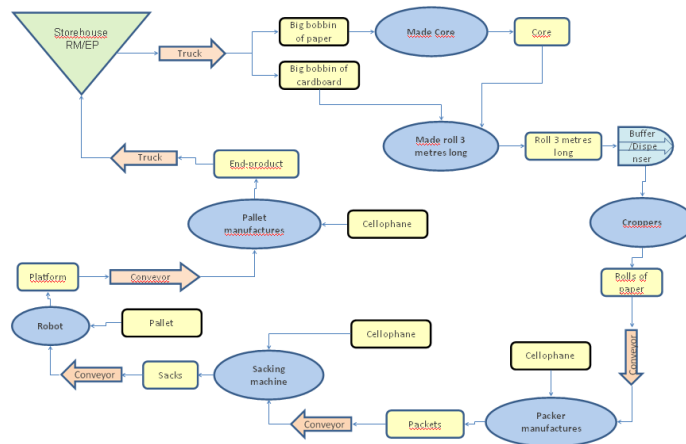 Storehouse
RM/EP
Truck
Big bobbin
of paper
Made Core
Core
Big bobbin of
cardboard
Made roll 3
metres long
Roll 3 metres
long
Buffer
/Dispe
nser
Truck
End-product
Pallet
manufactures
Cellophane
Croppers
Platform
Conveyor
Rolls of
paper
Robot
Pallet
Cellophane
Cellophane
Conveyor
Conveyor
Sacks
Sacking
machine
Conveyor
Packets
Packer
manufactures